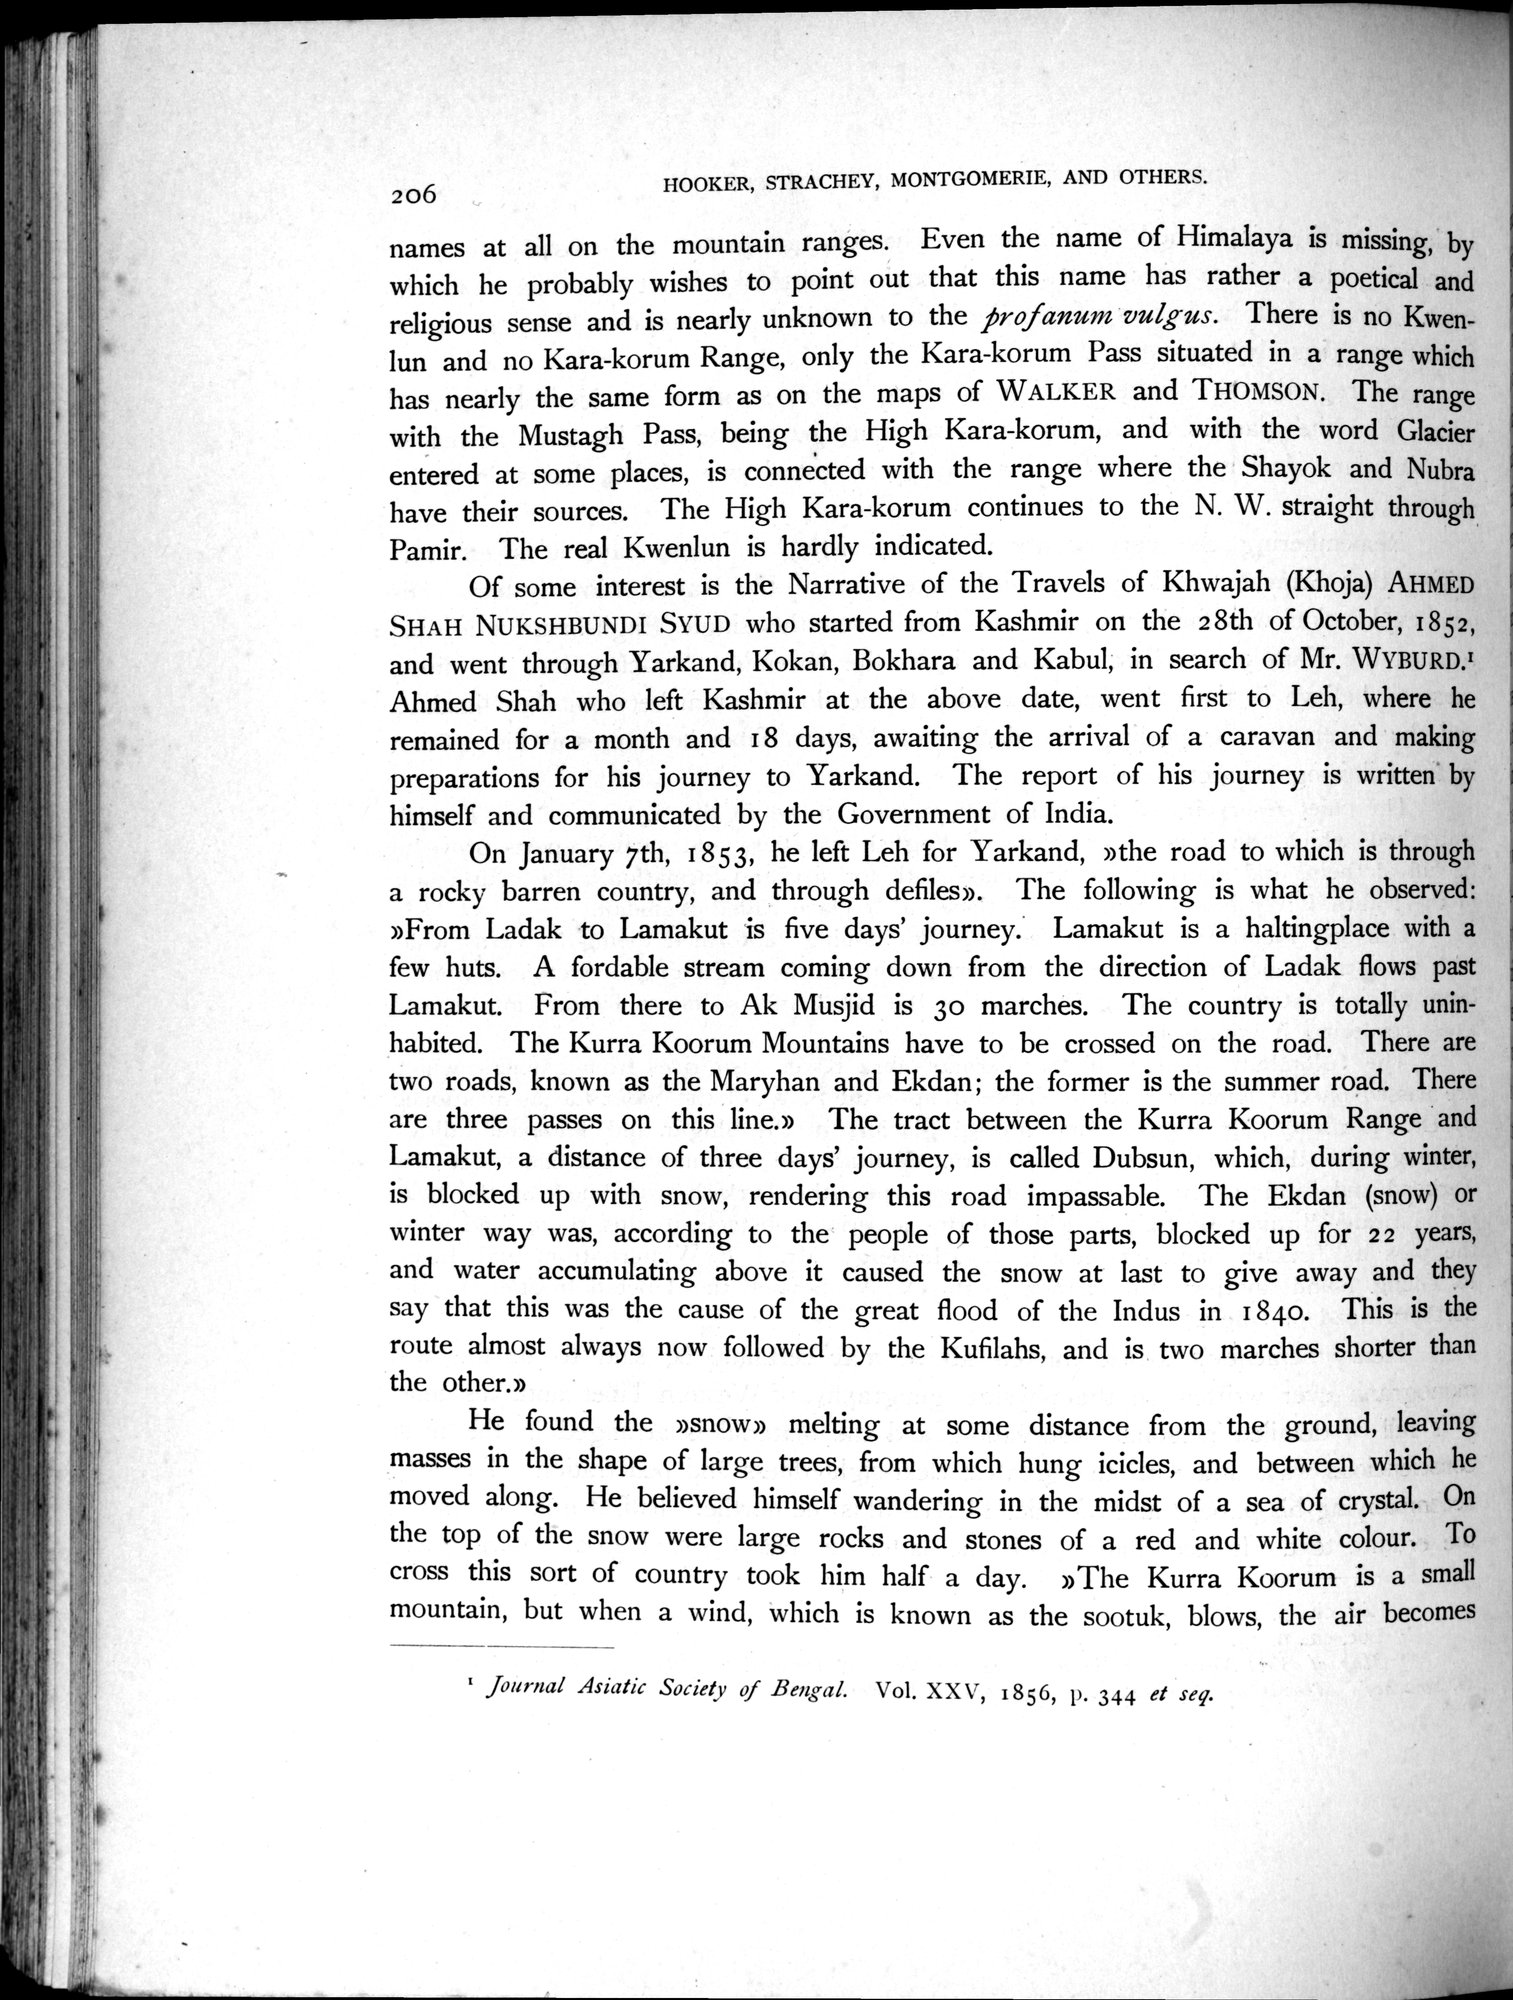 206
HOOKER, STRACHEY, MONTGOMERIE, AND OTHERS.
names at all on the mountain ranges. Even the name of Himalaya is missing, by
which he probably wishes to point out that this name has rather a poetical and
religious sense and is nearly unknown to the profanum vulgus. There is no Kwen-
lun and no Kara-korum Range, only the Kara-korum Pass situated in a range which
has nearly the same form as on the maps of WALKER and THOMSON. The range
with the Mustagh Pass, being the High Kara-korum, and with the word Glacier
entered at some places, is connected with the range where the Shayok and Nubra
have their sources. The High Kara-korum continues to the N. W. straight through
Pamir. The real Kwenlun is hardly indicated.
Of some interest is the Narrative of the Travels of Khwajah (Khoja) AHMED
SHAH NUKSHBUNDI SYUD who started from Kashmir on the 28th of October, 1852,
and went through Yarkand, Kokan, Bokhara and Kabul, in search of Mr. WYBURD.¹
Ahmed Shah who left Kashmir at the above date, went first to Leh, where he
remained for a month and 18 days, awaiting the arrival of a caravan and making
preparations for his journey to Yarkand. The report of his journey is written by
himself and communicated by the Government of India.
On January 7th, 1853, he left Leh for Yarkand, »the road to which is through
a rocky barren country, and through defiles». The following is what he observed:
»From Ladak to Lamakut is five days' journey. Lamakut is a haltingplace with a
few huts. A fordable stream coming down from the direction of Ladak flows past
Lamakut. From there to Ak Musjid is 30 marches. The country is totally unin-
habited. The Kurra Koorum Mountains have to be crossed on the road. There are
two roads, known as the Maryhan and Ekdan; the former is the summer road. There
are three passes on this line.» The tract between the Kurra Koorum Range and
Lamakut, a distance of three days' journey, is called Dubsun, which, during winter,
is blocked up with snow, rendering this road impassable. The Ekdan (snow) or
winter way was, according to the people of those parts, blocked up for 22 years,
and water accumulating above it caused the snow at last to give away and they
say that this was the cause of the great flood of the Indus in 1840. This is the
route almost always now followed by the Kufilahs, and is two marches shorter than
the other.»
He found the »snow» melting at some distance from the ground, leaving
masses in the shape of large trees, from which hung icicles, and between which he
moved along. He believed himself wandering in the midst of a sea of crystal. On
the top of the snow were large rocks and stones of a red and white colour. To
cross this sort of country took him half a day. »The Kurra Koorum is a small
mountain, but when a wind, which is known as the sootuk, blows, the air becomes
¹ Journal Asiatic Society of Bengal. Vol. XXV, 1856, p. 344 et seq.